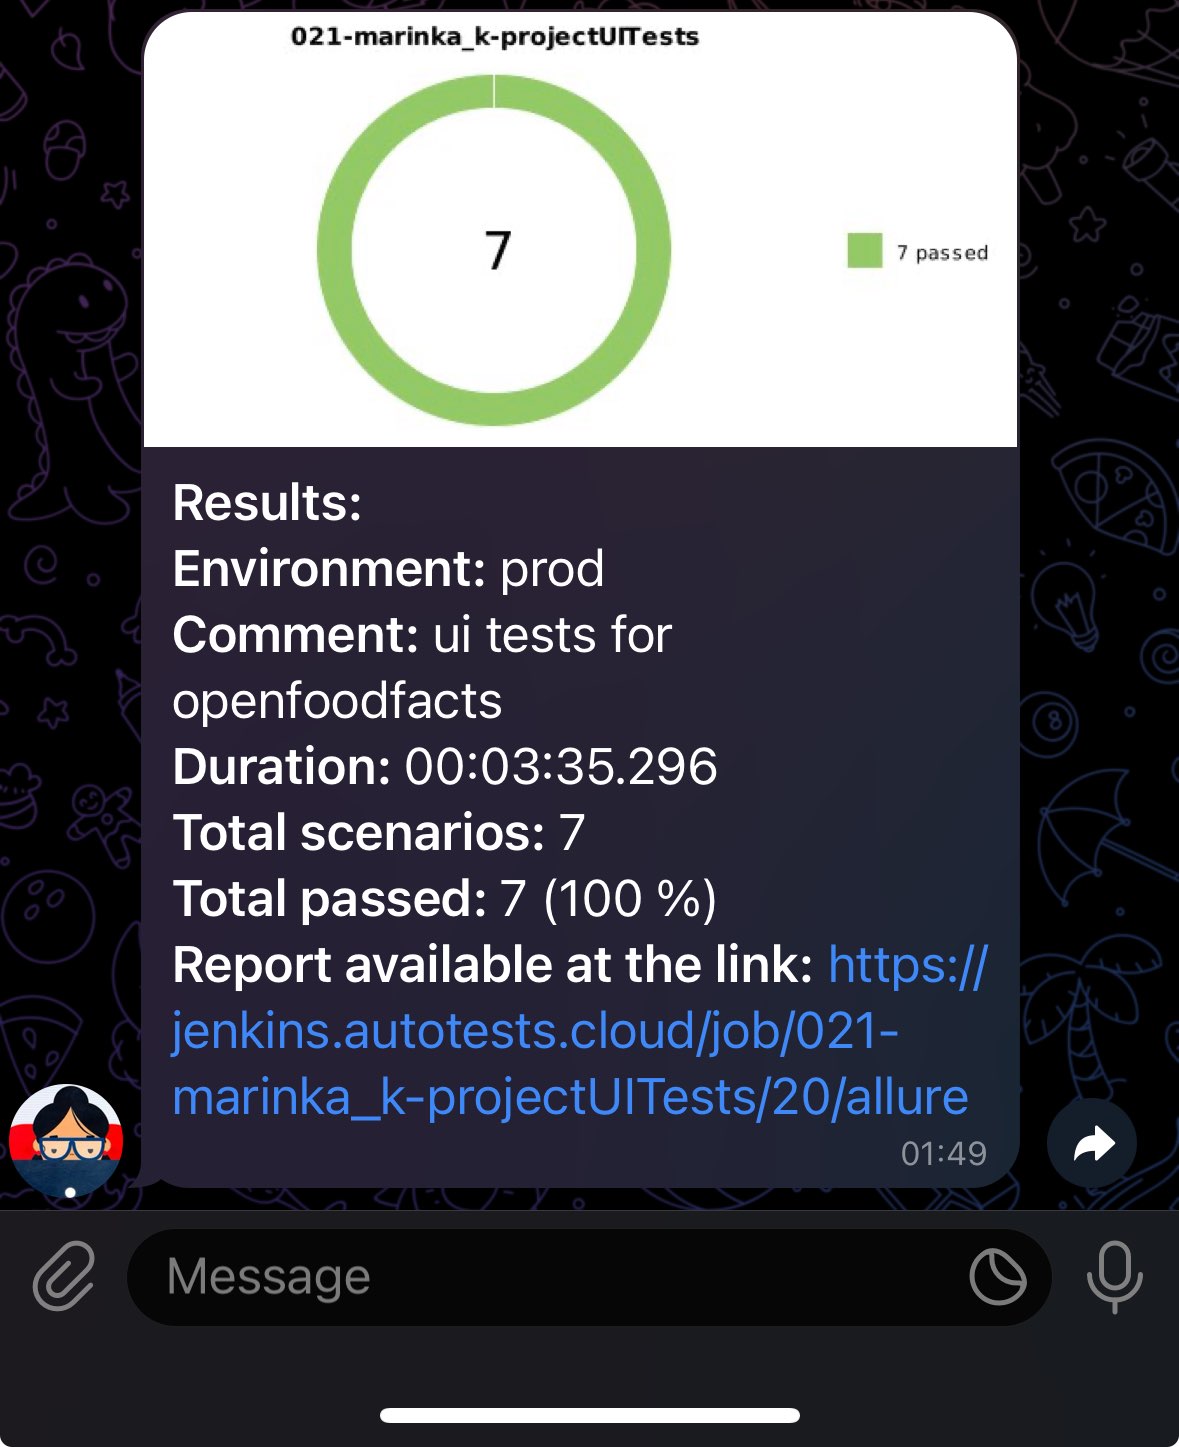 021-marinka_k-projectUITests
7
7 passed
Results:
Environment: prod
Comment: ui tests for
openfoodfacts
Duration: 00:03:35.296
Total scenarios: 7
Total passed: 7 (100 %)
Report available at the link: https://
jenkins.autotests.cloud/job/021-
marinka_k-projectUITests/20/allure
01:49
Message